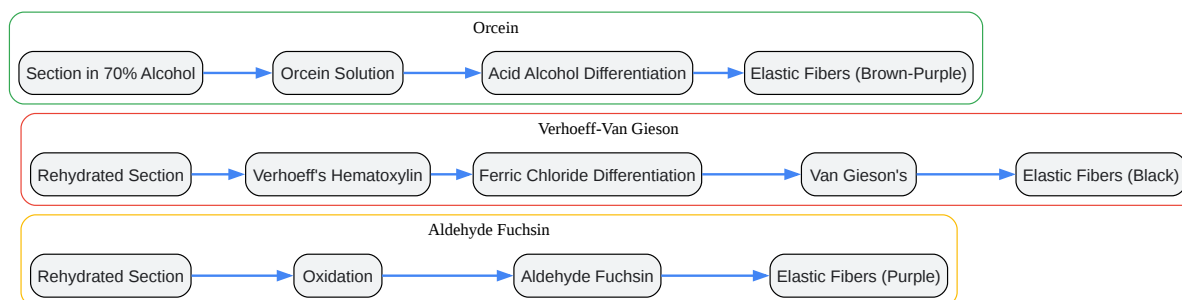 Orcein
Section in 70% Alcohol
Orcein Solution
Acid Alcohol Differentiation
Elastic Fibers (Brown-Purple)
Verhoeff-Van Gieson
Rehydrated Section
Verhoeff's Hematoxylin
Ferric Chloride Differentiation
Van Gieson's
Elastic Fibers (Black)
Aldehyde Fuchsin
Rehydrated Section
Oxidation
Aldehyde Fuchsin
Elastic Fibers (Purple)